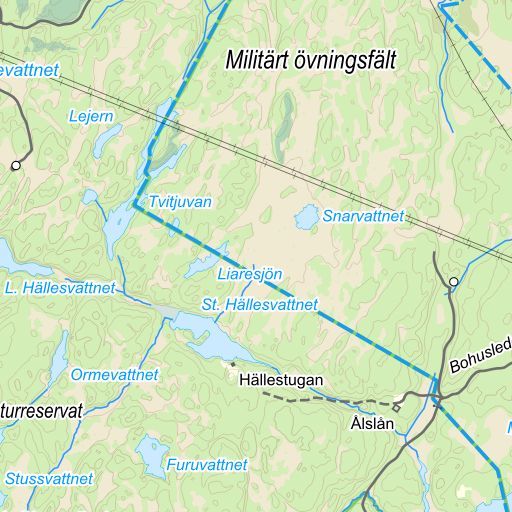 Militärt övningsfält
evattnet
Lejern
Tvitjuvan
Snarvattnet
Liaresjön
L. Hällesvattnet
St. Hällesvattnet
Bohusled
Ormevattnet
Hällestugan
turreservat
Ålslån
Furuvattnet
Stussvattnet